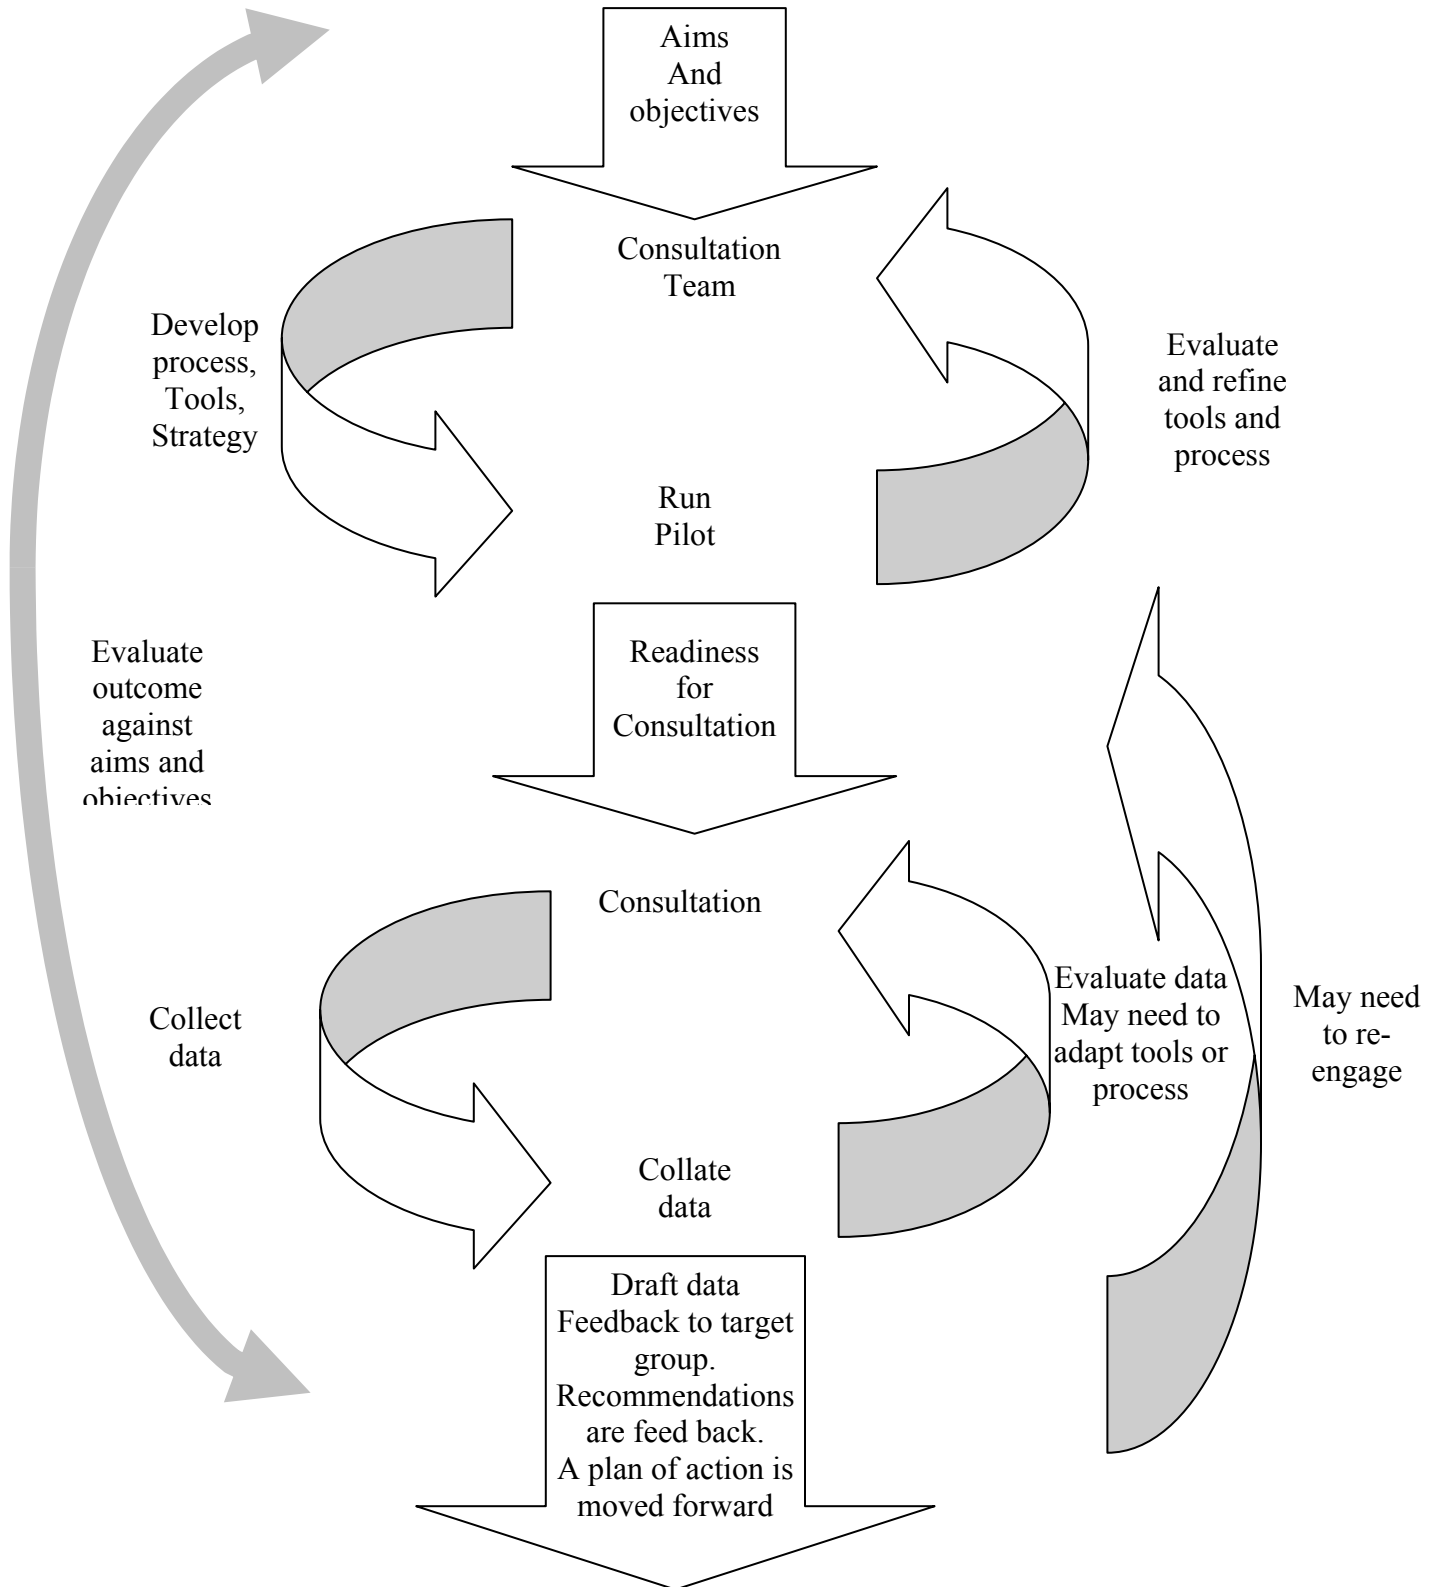 Aims
And
objectives
Consultation
Team
Develop
process,
Tools,
Strategy
Evaluate
and refine
tools and
process
Run
Pilot
Evaluate
outcome
against
aims and
objectives
Readiness
for
Consultation
Consultation
Collect
data
Evaluate data
May need to
adapt tools or
process
May need
to re-
engage
Collate
data
Draft data
Feedback to target
group.
Recommendations
are feed back.
A plan of action is
moved forward